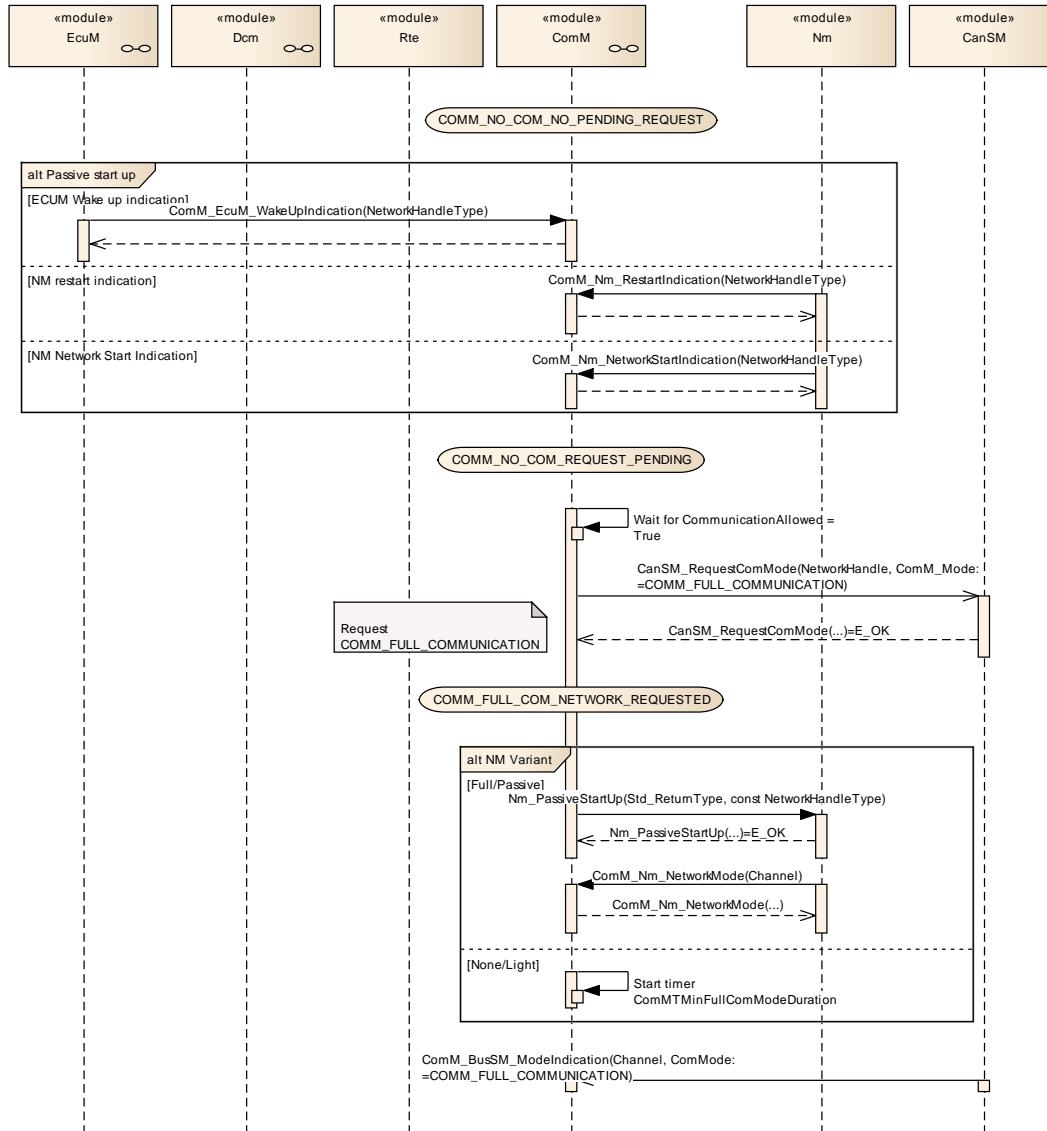 «module»
EcuM
«module»
Dcm
«module»
Rte
«module»
ComM
«module»
Nm
«module»
CanSM
COMM_NO_COM_NO_PENDING_REQUEST
alt Passive start up
[ECUM Wake up indication]
ComM_EcuM_WakeUpIndication(NetworkHandleType)
[NM restart indication]
ComM_Nm_RestartIndication(NetworkHandleType)
[NM Network Start Indication]
ComM_Nm_NetworkStartIndication(NetworkHandleType)
COMM_NO_COM_REQUEST_PENDING
Wait for CommunicationAllowed =
True
CanSM_RequestComMode(NetworkHandle, ComM_Mode:
=COMM_FULL_COMMUNICATION)
Request
COMM_FULL_COMMUNICATION
CanSM_RequestComMode(...)=E_OK
COMM_FULL_COM_NETWORK_REQUESTED
alt NM Variant
[Full/Passive]
Nm_PassiveStartUp(Std_ReturnType, const NetworkHandleType)
Nm_PassiveStartUp(...)=E_OK
ComM_Nm_NetworkMode(Channel)
ComM_Nm_NetworkMode(...)
[None/Light]
Start timer
ComMTMinFullComModeDuration
ComM_BusSM_ModeIndication(Channel, ComMode:
=COMM_FULL_COMMUNICATION)